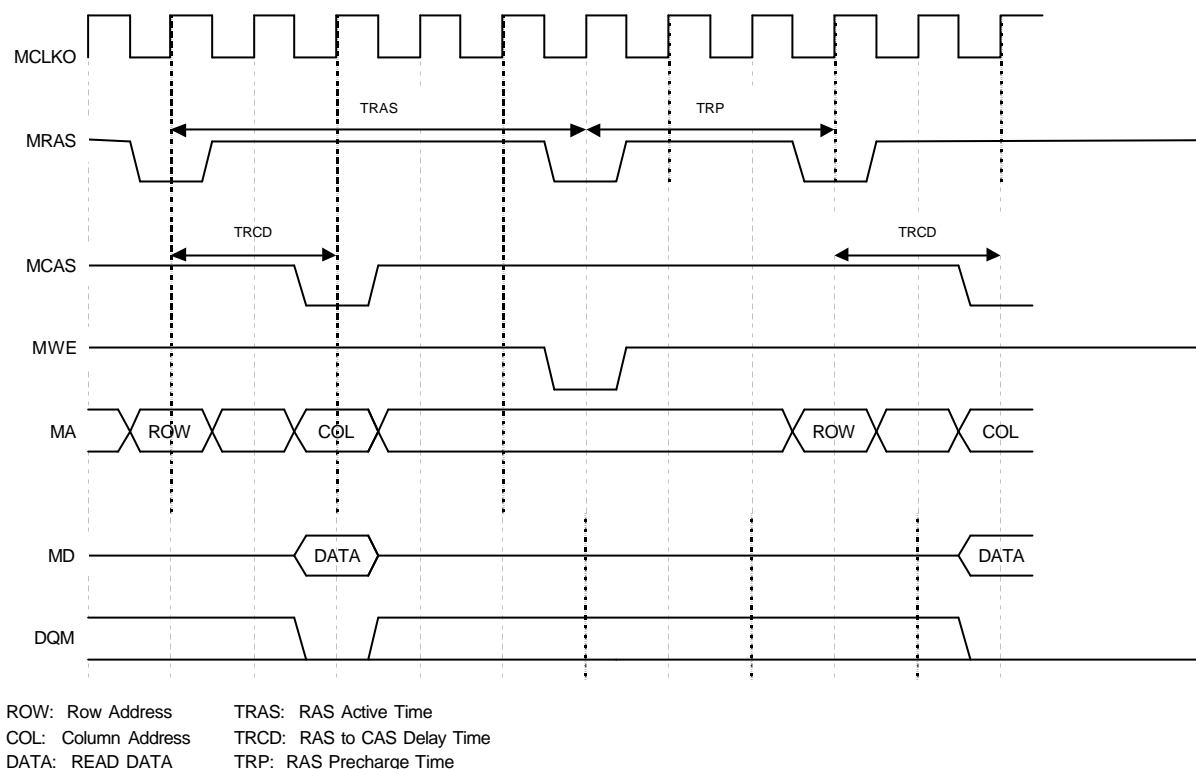 MCLKO
TRAS TRP
MRAS
TRCD TRCD
MCAS
MWE
MA ROW COL ROW COL
MD DATA DATA
DQM
ROW: Row Address TRAS: RAS Active Time
COL: Column Address TRCD: RAS to CAS Delay Time
DATA: READ DATA TRP: RAS Precharge Time